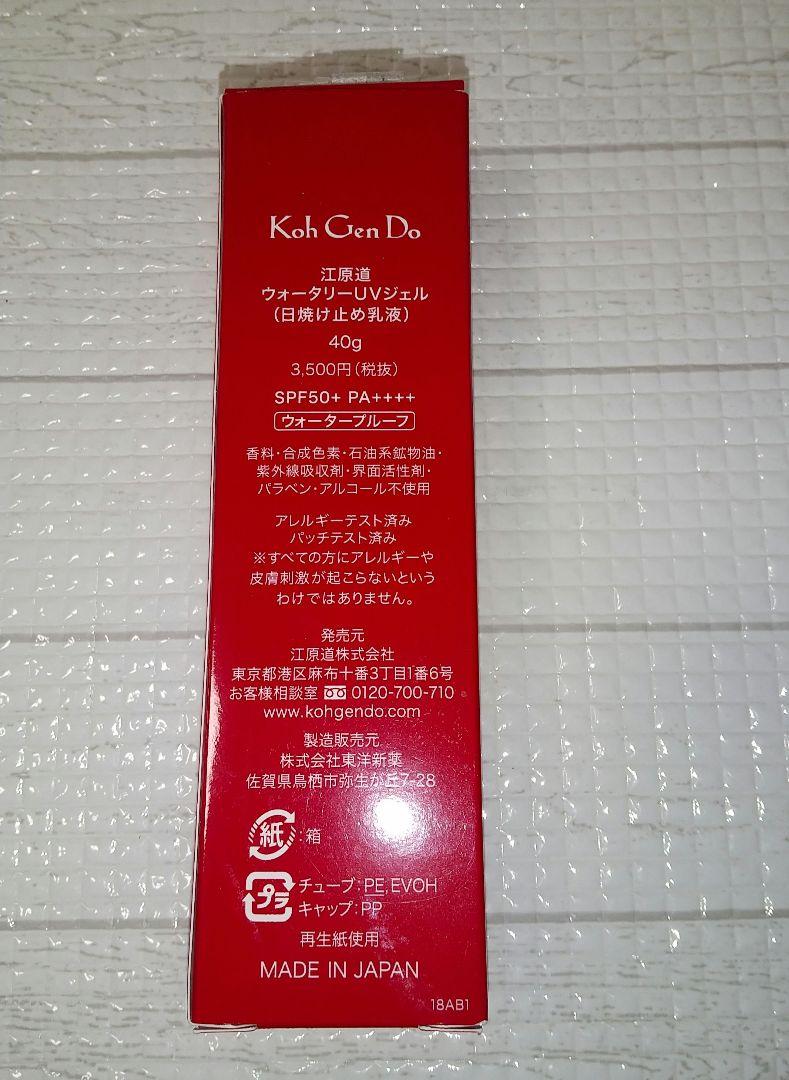 Koh Gen Do
江原道
ウォータリーUVジェル
(日焼け止め乳液)
40g
3,500円(税抜)
SPF50+ PA++++
ウォータープルーフ
香料・合成色素・石油系鉱物油・
紫外線吸収剤・界面活性剤・
パラベン・アルコール不使用
アレルギーテスト済み
パッチテスト済み
※すべての方にアレルギーや
皮膚刺激が起こらないという
わけではありません。
発売元
江原道株式会社
東京都港区麻布十番3丁目1番6号
お客様相談室 0120-700-710
www.kohgendo.com
製造販売元
株式会社東洋新薬
佐賀県鳥栖市弥生が丘7-28
紙:箱
プラ チューブ:PE, EVOH
キャップ:PP
再生紙使用
MADE IN JAPAN
18AB1